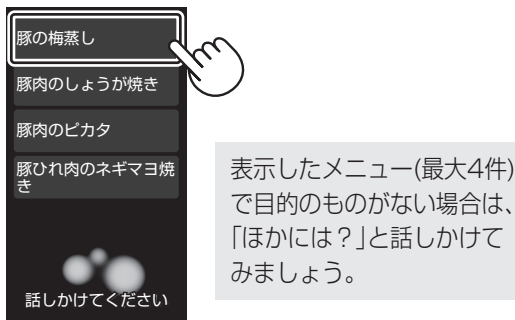 豚の梅蒸し
豚肉のしょうが焼き
豚肉のピカタ
豚ひれ肉のネギマヨ焼
き
話しかけてください
表示したメニュー(最大4件)
で目的のものがない場合は、
「ほかには？」と話しかけて
みましょう。